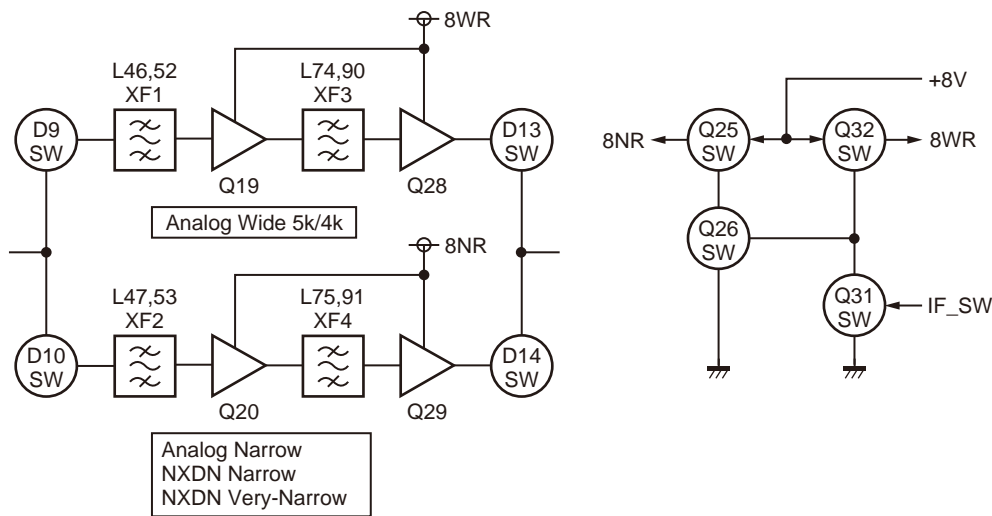 8WR
L46,52
XF1
L74,90
XF3
D9
SW
D13
SW
Q19
Q28
Analog Wide 5k/4k
8NR
L47,53
XF2
L75,91
XF4
D10
SW
D14
SW
Q20
Q29
Analog Narrow
NXDN Narrow
NXDN Very-Narrow
+8V
8NR
Q25
SW
Q32
SW
8WR
Q26
SW
Q31
SW
IF_SW